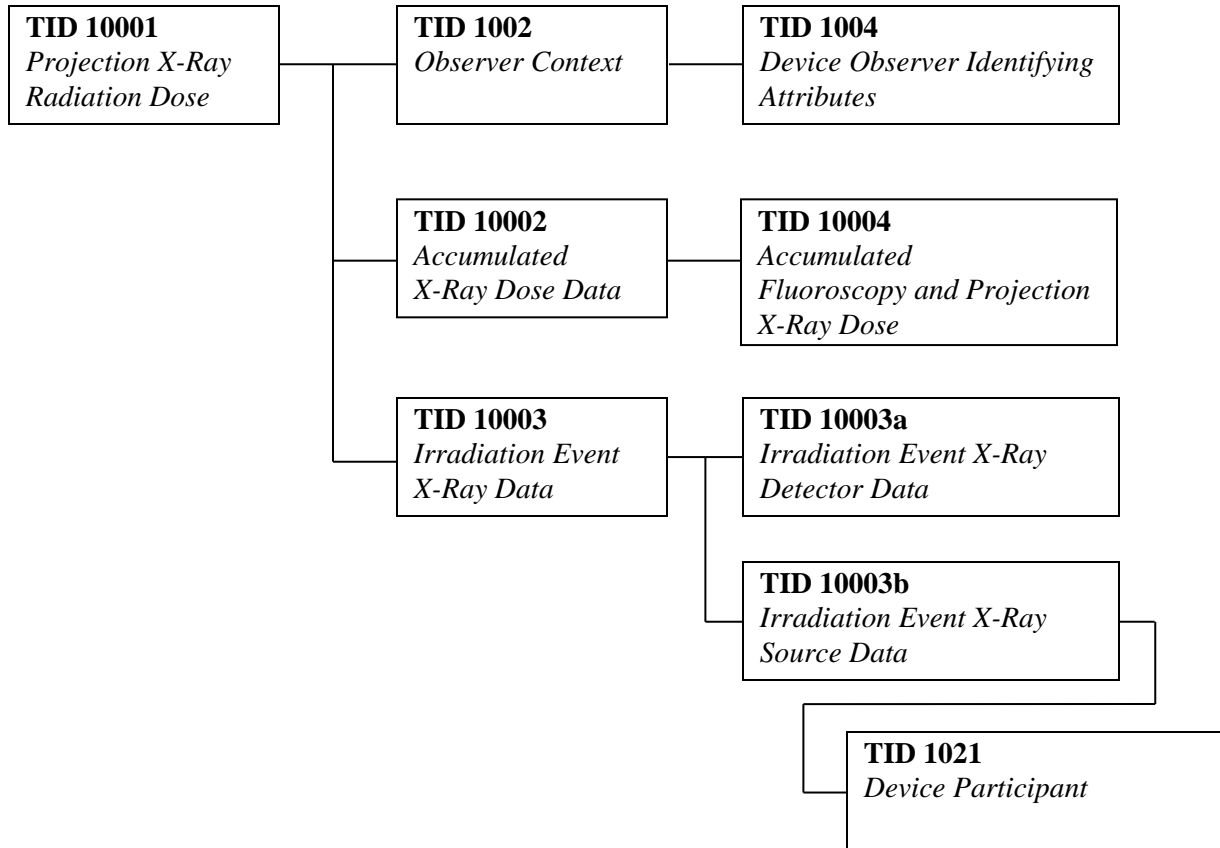 TID 10001
Projection X-Ray
Radiation Dose
TID 1002
Observer Context
TID 1004
Device Observer Identifying
Attributes
TID 10002
Accumulated
X-Ray Dose Data
TID 10004
Accumulated
Fluoroscopy and Projection
X-Ray Dose
TID 10003
Irradiation Event
X-Ray Data
TID 10003a
Irradiation Event X-Ray
Detector Data
TID 10003b
Irradiation Event X-Ray
Source Data
TID 1021
Device Participant